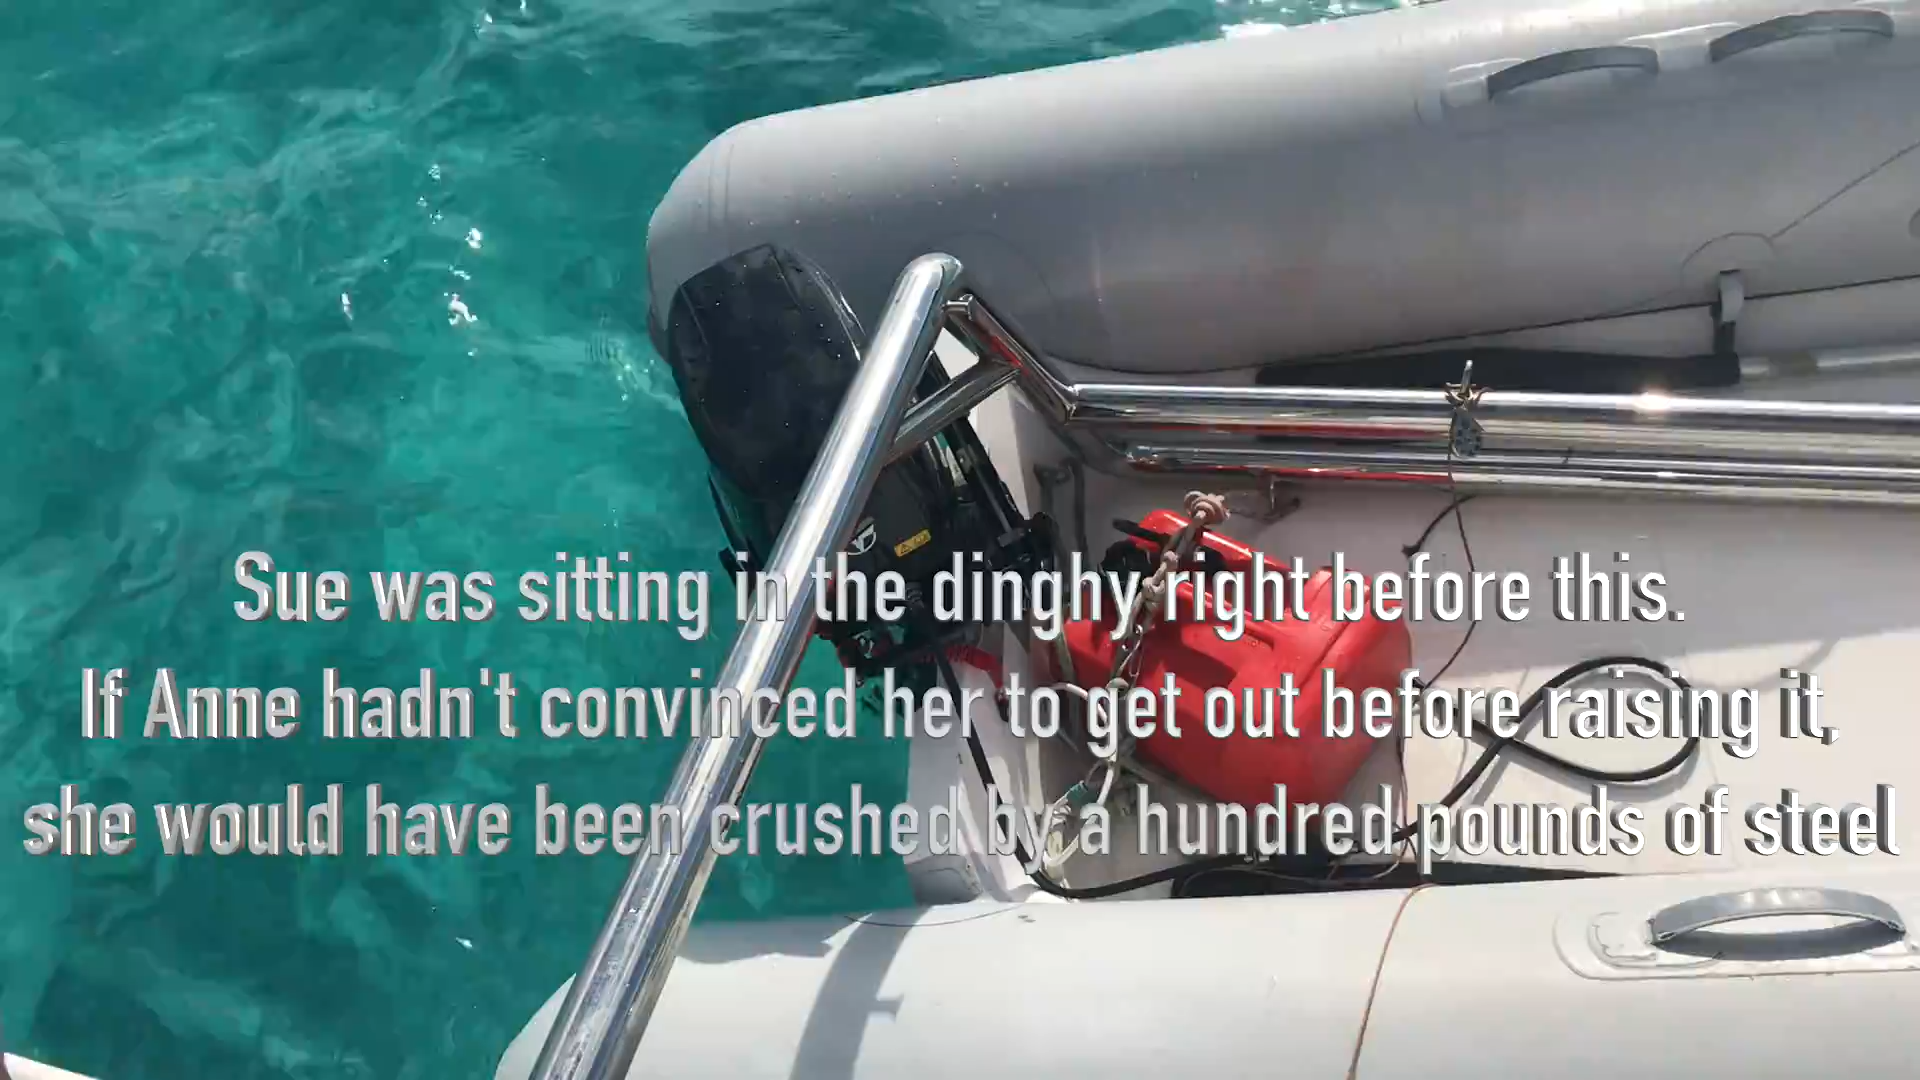 Sue was sitting in the dinghy right before this.
If Anne hadn't convinced her to get out before raising it,
she would have been crushed by a hundred pounds of steel